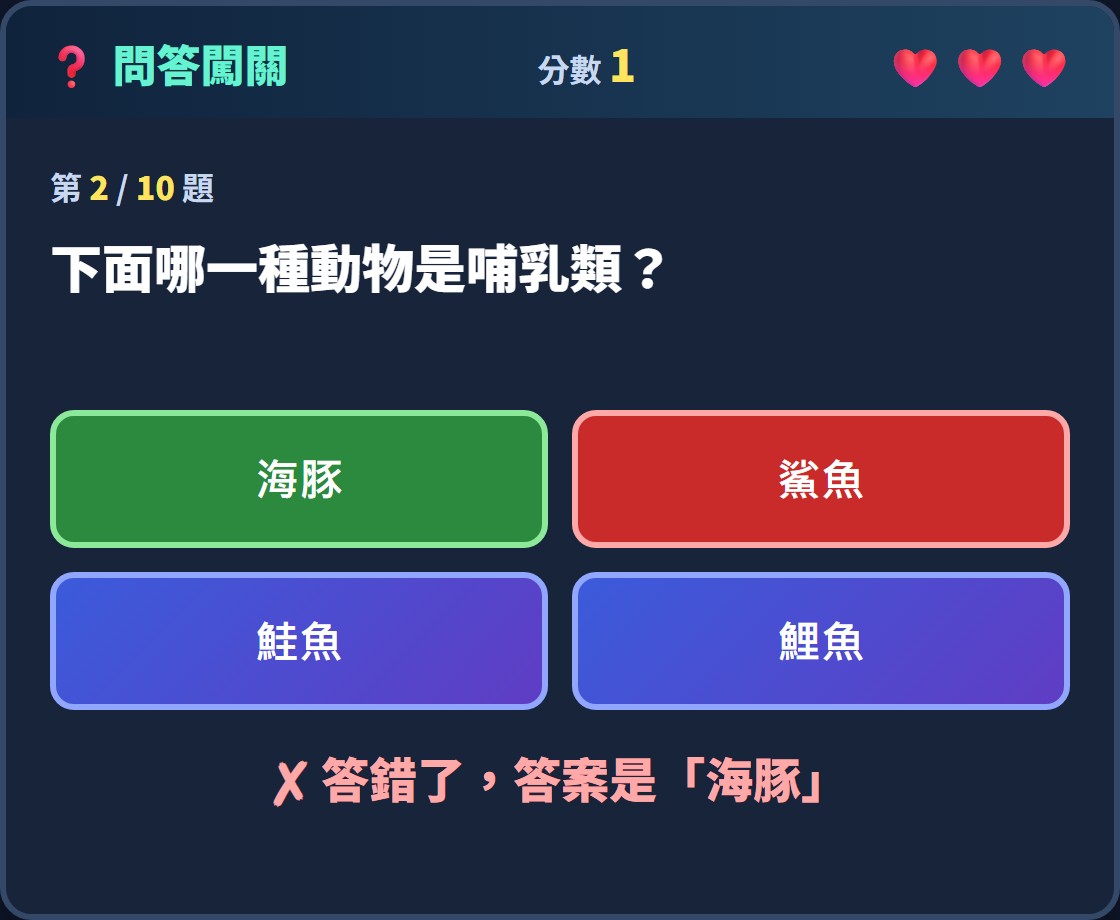 ❓ 問答闖關
分數 1
第 2 / 10 題
下面哪一種動物是哺乳類？
海豚
鯊魚
鮭魚
鯉魚
✗ 答錯了，答案是「海豚」